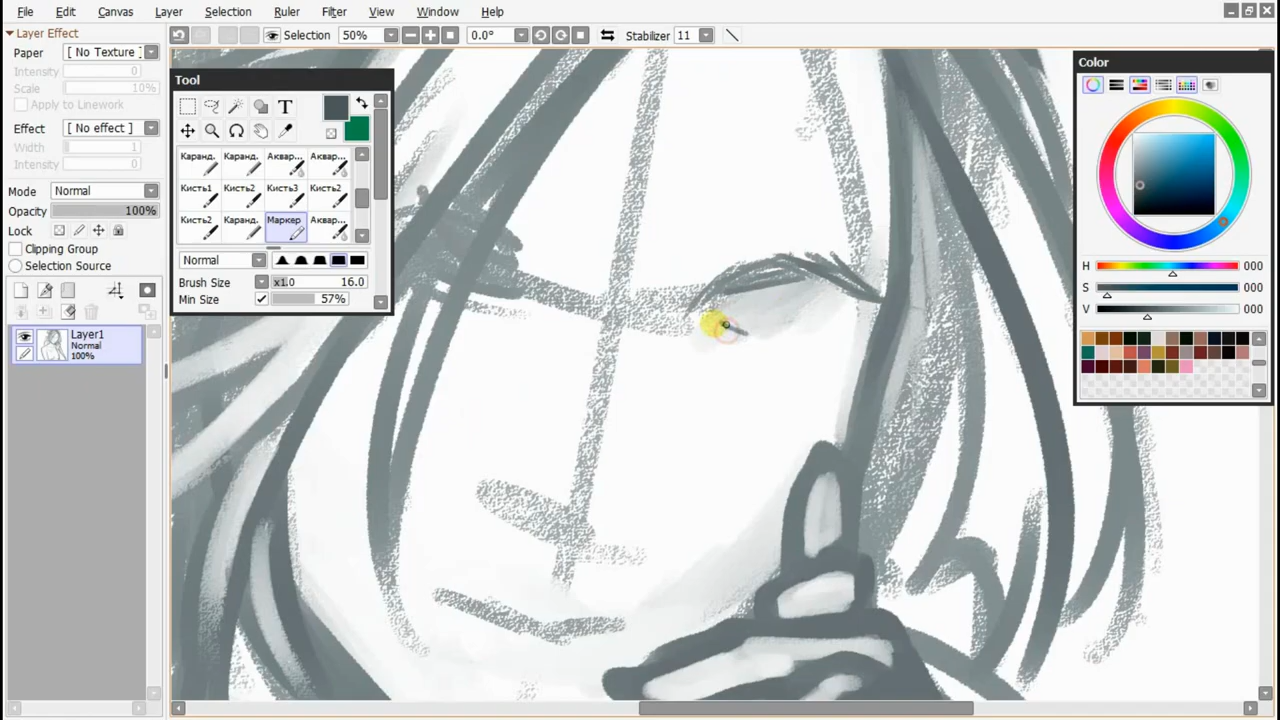 File Edit Canvas Layer Selection Ruler Filter View Window Help
Layer Effect
Paper [ No Texture ]
Intensity 0
Scale 10%
Apply to Linework
Effect [ No effect ]
Width 1
Intensity 0
Mode Normal
Opacity 100%
Lock
Clipping Group
Selection Source
Layer1
Normal
100%
Selection 50% 0.0° Stabilizer 11
Tool
T
Каранд. Каранд. Аквар... Аквар...
Кисть1 Кисть2 Кисть3 Кисть2
Кисть2 Каранд. Маркер Аквар...
Normal
Brush Size x1.0 16.0
Min Size 57%
Color
H 000
S 000
V 000